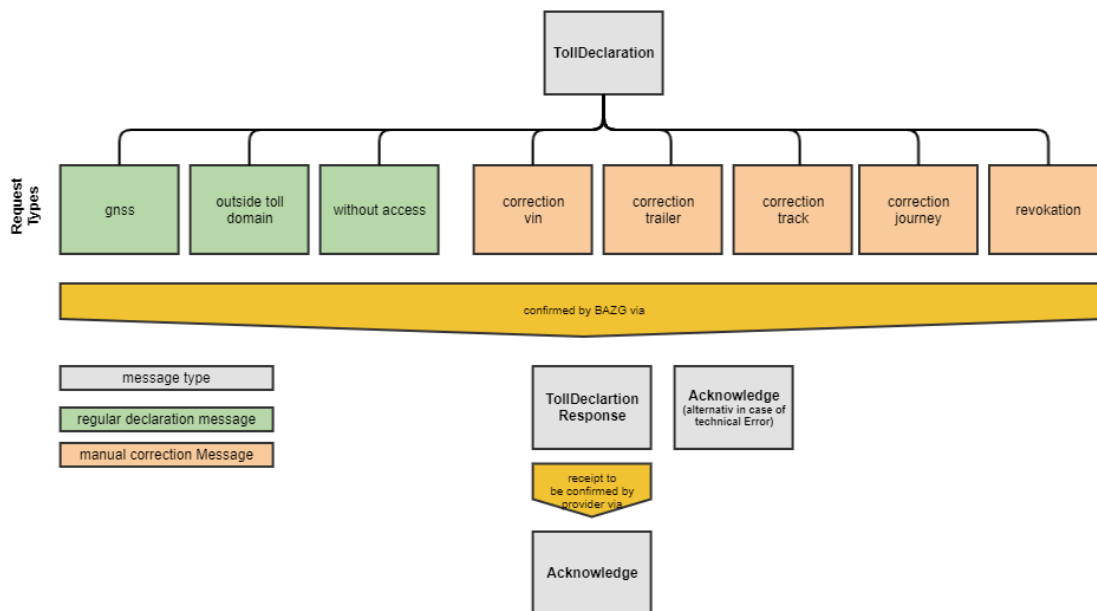 TollDeclaration
Request
Types
gnss
outside toll
domain
without access
correction
vin
correction
trailer
correction
track
correction
journey
revokation
confirmed by BAZG via
message type
regular declaration message
manual correction Message
TollDeclartion
Response
Acknowledge
(alternativ in case of
technical Error)
receipt to
be confirmed by
provider via
Acknowledge